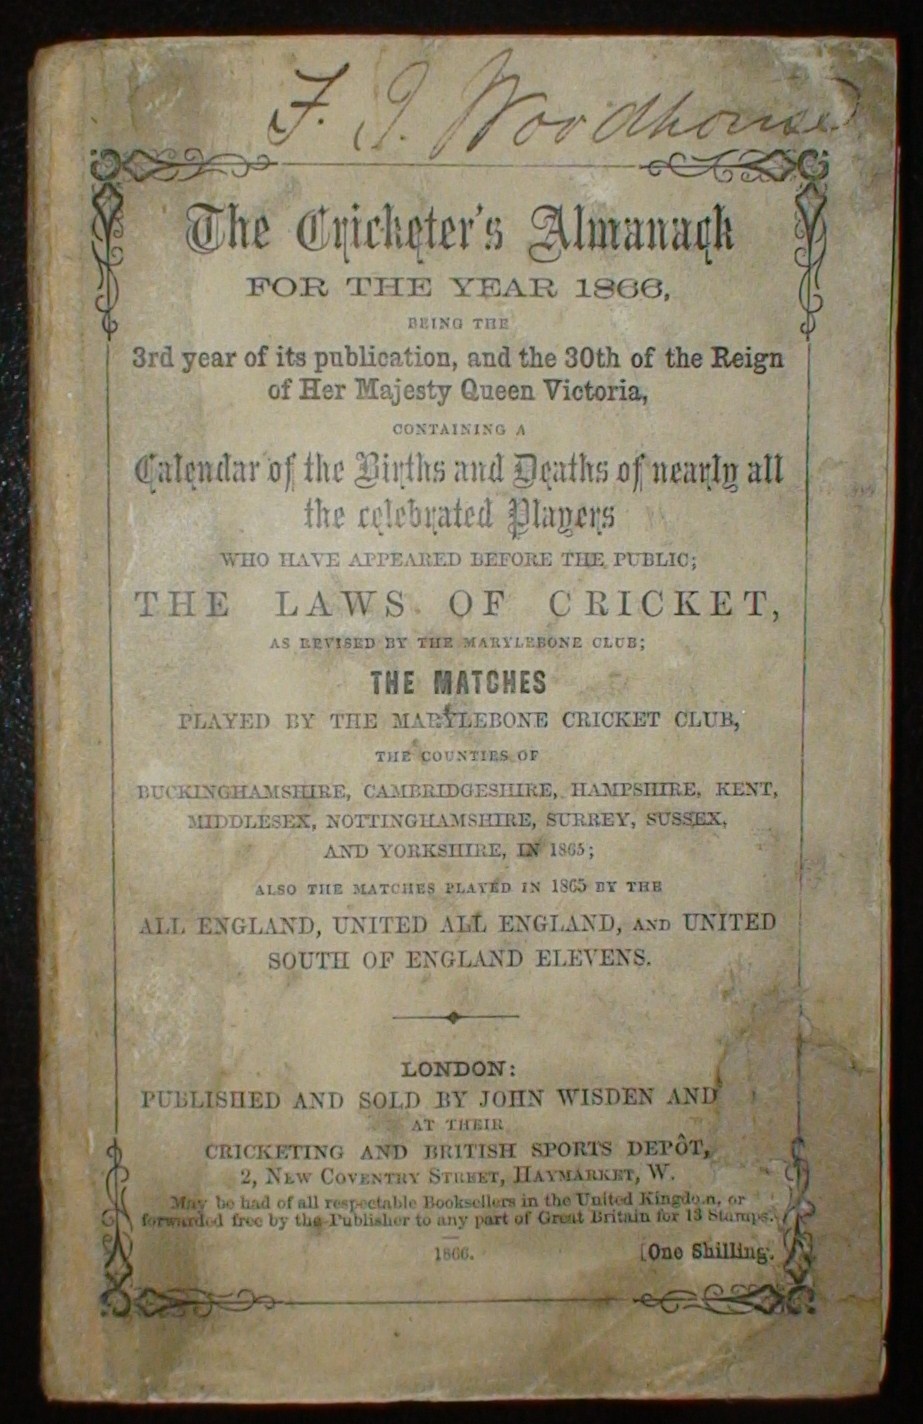 F. J. Woodhouse
The Cricketer's Almanack
FOR THE YEAR 1866,
BEING THE
3rd year of its publication, and the 30th of the Reign
of Her Majesty Queen Victoria,
CONTAINING A
Calendar of the Births and Deaths of nearly all
the celebrated Players
WHO HAVE APPEARED BEFORE THE PUBLIC;
THE LAWS OF CRICKET,
AS REVISED BY THE MARYLEBONE CLUB;
THE MATCHES
PLAYED BY THE MARYLEBONE CRICKET CLUB,
THE COUNTIES OF
BUCKINGHAMSHIRE, CAMBRIDGESHIRE, HAMPSHIRE, KENT,
MIDDLESEX, NOTTINGHAMSHIRE, SURREY, SUSSEX,
AND YORKSHIRE, IN 1865;
ALSO THE MATCHES PLAYED IN 1865 BY THE
ALL ENGLAND, UNITED ALL ENGLAND, AND UNITED
SOUTH OF ENGLAND ELEVENS.
LONDON:
PUBLISHED AND SOLD BY JOHN WISDEN AND
AT THEIR
CRICKETING AND BRITISH SPORTS DEPÔT,
2, NEW COVENTRY STREET, HAYMARKET, W.
May be had of all respectable Booksellers in the United Kingdom, or
forwarded free by the Publisher to any part of Great Britain for 13 Stamps.
1866.
[One Shilling.